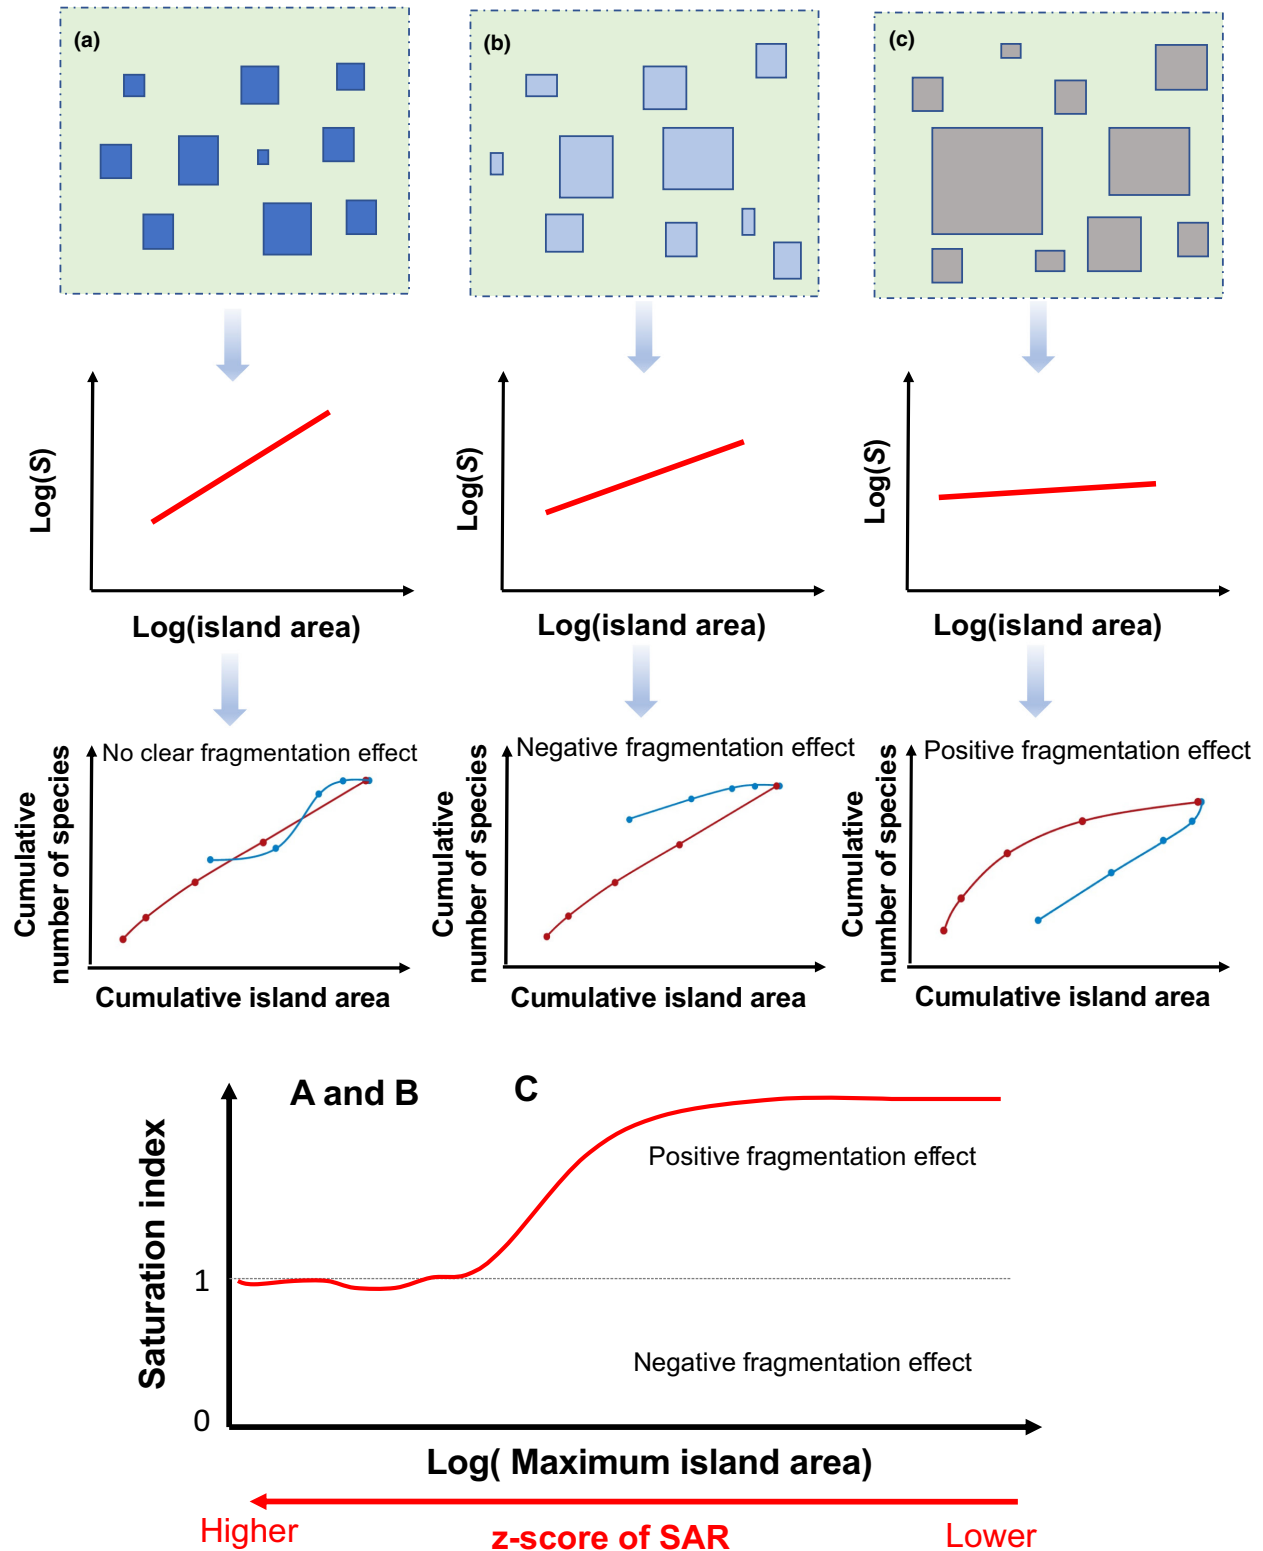 (a)
(b)
(c)
Log(S)
Log(island area)
Log(S)
Log(island area)
Log(S)
Log(island area)
No clear fragmentation effect
Cumulative
number of species
Cumulative island area
Negative fragmentation effect
Cumulative
number of species
Cumulative island area
Positive fragmentation effect
Cumulative
number of species
Cumulative island area
A and B
C
Positive fragmentation effect
Saturation index
1
Negative fragmentation effect
0
Log( Maximum island area)
Higher
z-score of SAR
Lower